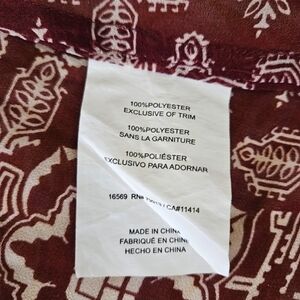 100%POLYESTER
EXCLUSIVE OF TRIM
100%POLYESTER
SANS LA GARNITURE
100%POLIÉSTER
EXCLUSIVO PARA ADORNAR
16569 RN# CA#11414
MADE IN CHINA
FABRIQUÉ EN CHIN
HECHO EN CHINA